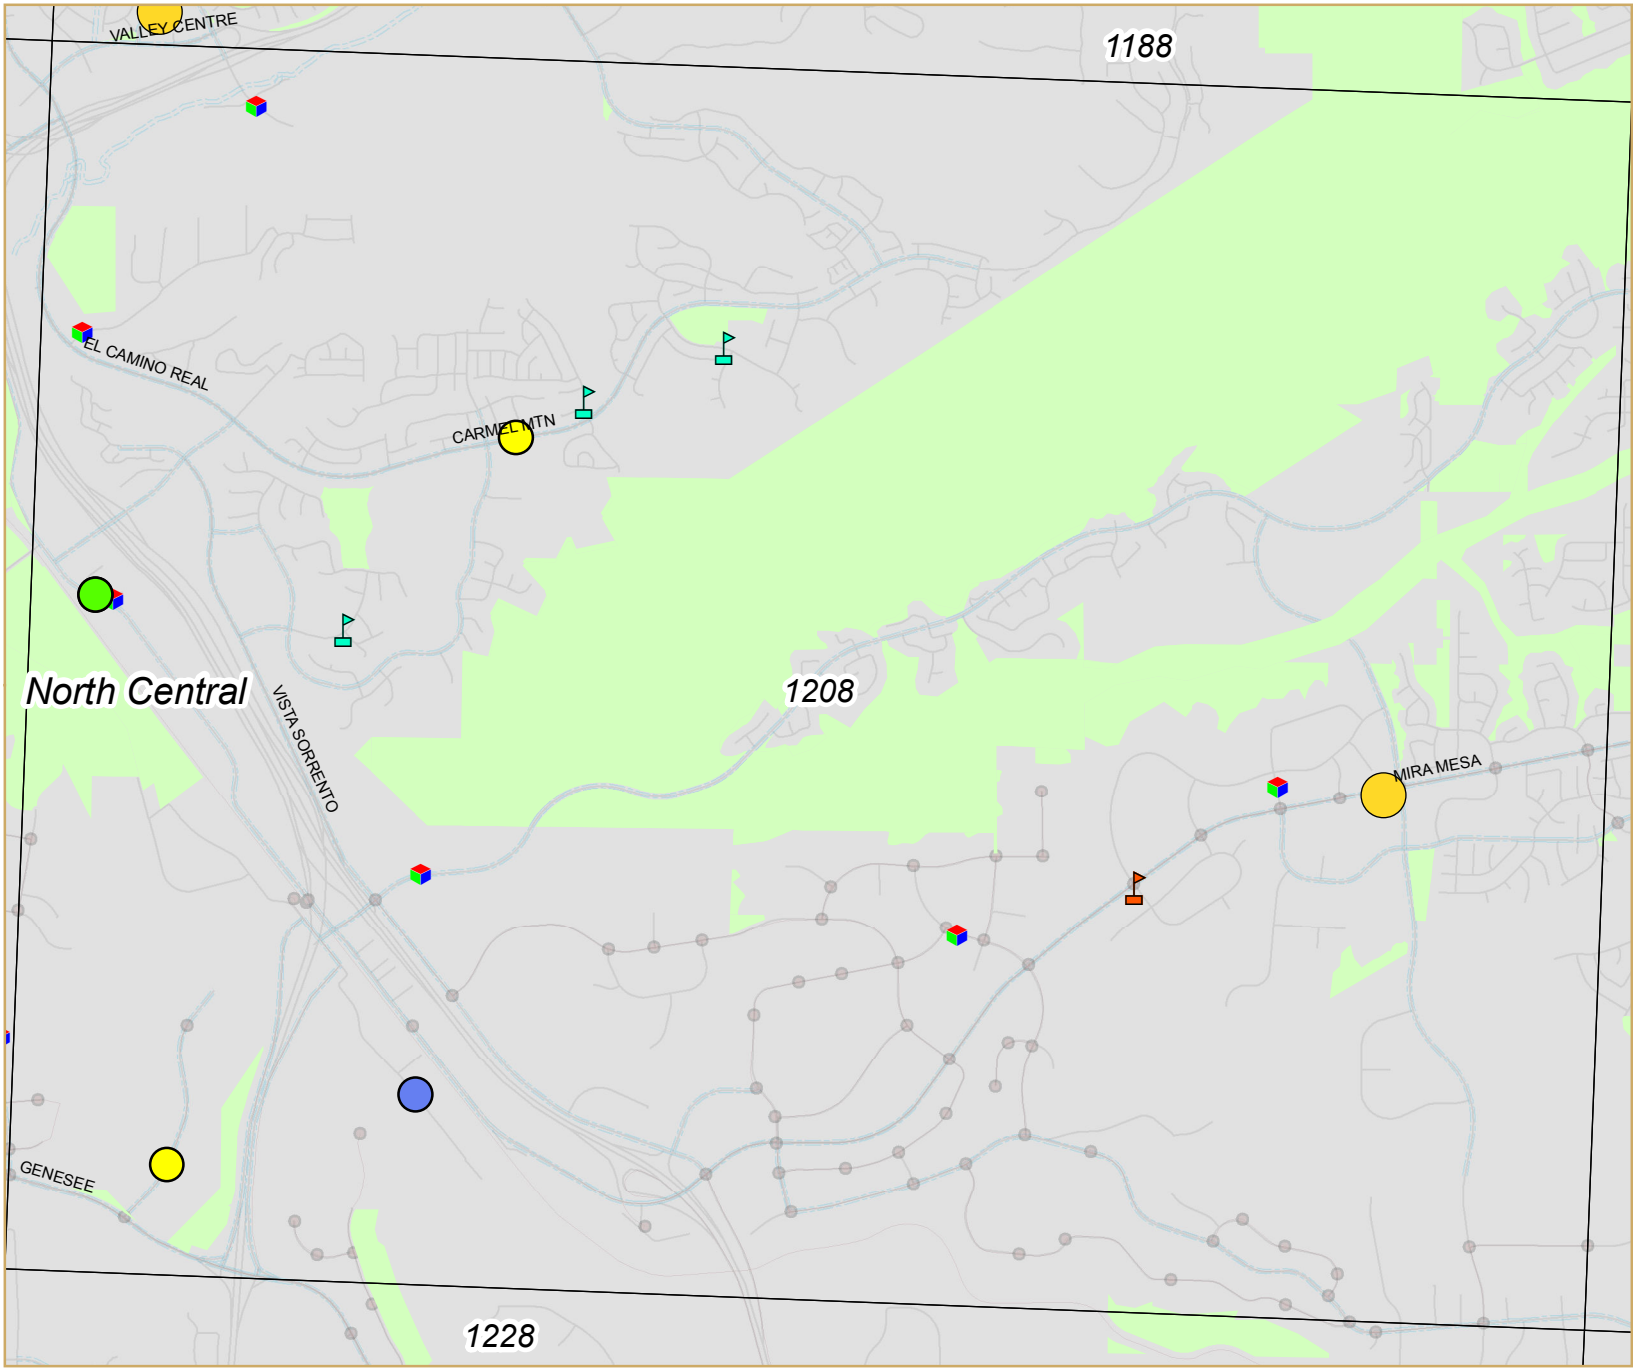 VALLEY CENTRE
1188
EL CAMINO REAL
CARMEL MTN
North Central
1208
VISTA SORRENTO
MIRA MESA
GENESEE
1228